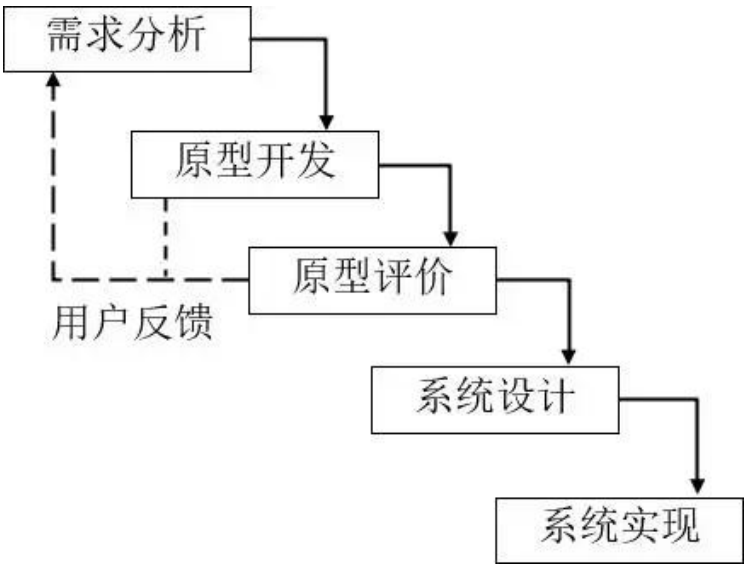 需求分析
原型开发
原型评价
用户反馈
系统设计
系统实现